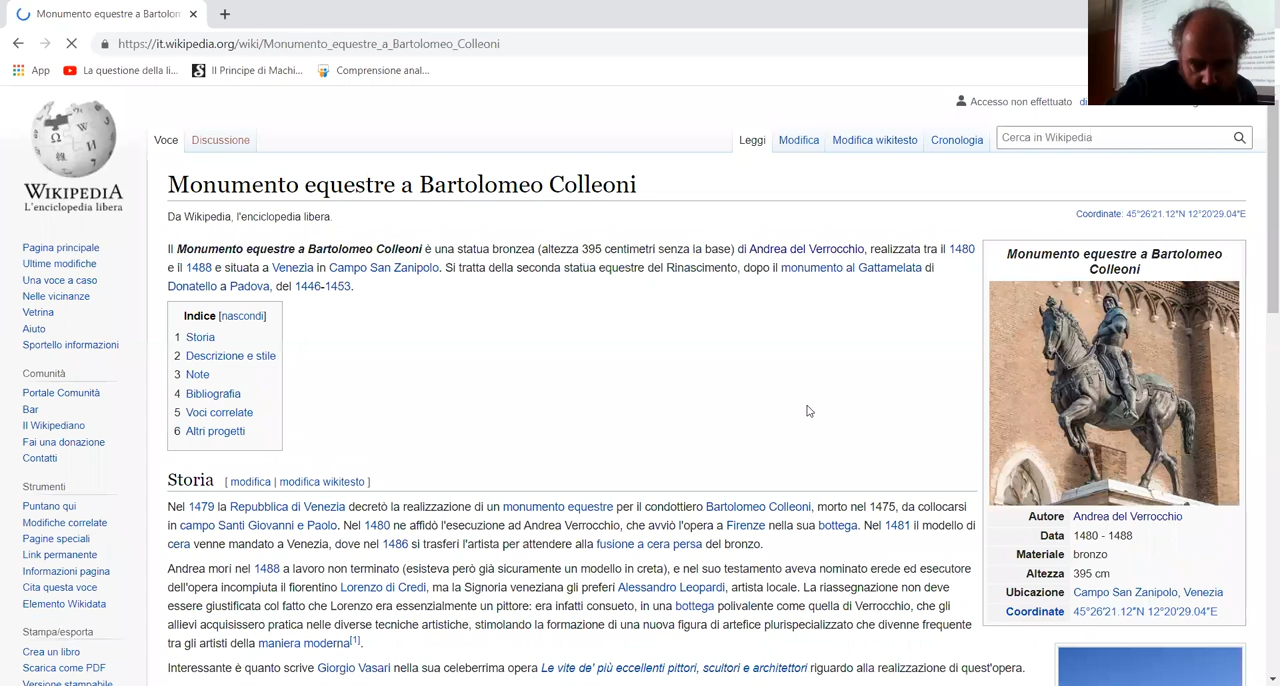 Monumento equestre a Bartolom
https://it.wikipedia.org/wiki/Monumento_equestre_a_Bartolomeo_Colleoni
App
La questione della li...
Il Principe di Machi...
Comprensione anal...
Accesso non effettuato
Voce
Discussione
Leggi
Modifica
Modifica wikitesto
Cronologia
Cerca in Wikipedia
WIKIPEDIA
L'enciclopedia libera
Monumento equestre a Bartolomeo Colleoni
Da Wikipedia, l'enciclopedia libera.
Coordinate: 45°26′21.12″N 12°20′29.04″E
Il Monumento equestre a Bartolomeo Colleoni è una statua bronzea (altezza 395 centimetri senza la base) di Andrea del Verrocchio, realizzata tra il 1480
e il 1488 e situata a Venezia in Campo San Zanipolo. Si tratta della seconda statua equestre del Rinascimento, dopo il monumento al Gattamelata di
Donatello a Padova, del 1446-1453.
Indice [nascondi]
1 Storia
2 Descrizione e stile
3 Note
4 Bibliografia
5 Voci correlate
6 Altri progetti
Storia [ modifica | modifica wikitesto ]
Nel 1479 la Repubblica di Venezia decretò la realizzazione di un monumento equestre per il condottiero Bartolomeo Colleoni, morto nel 1475, da collocarsi
in campo Santi Giovanni e Paolo. Nel 1480 ne affidò l'esecuzione ad Andrea Verrocchio, che avviò l'opera a Firenze nella sua bottega. Nel 1481 il modello di
cera venne mandato a Venezia, dove nel 1486 si trasferì l'artista per attendere alla fusione a cera persa del bronzo.
Andrea morì nel 1488 a lavoro non terminato (esisteva però già sicuramente un modello in creta), e nel suo testamento aveva nominato erede ed esecutore
dell'opera incompiuta il fiorentino Lorenzo di Credi, ma la Signoria veneziana gli preferì Alessandro Leopardi, artista locale. La riassegnazione non deve
essere giustificata col fatto che Lorenzo era essenzialmente un pittore: era infatti consueto, in una bottega polivalente come quella di Verrocchio, che gli
allievi acquisissero pratica nelle diverse tecniche artistiche, stimolando la formazione di una nuova figura di artefice plurispecializzato che divenne frequente
tra gli artisti della maniera moderna[1].
Interessante è quanto scrive Giorgio Vasari nella sua celeberrima opera Le vite de' più eccellenti pittori, scultori e architettori riguardo alla realizzazione di quest'opera.
Monumento equestre a Bartolomeo
Colleoni
Autore Andrea del Verrocchio
Data 1480 - 1488
Materiale bronzo
Altezza 395 cm
Ubicazione Campo San Zanipolo, Venezia
Coordinate 45°26′21.12″N 12°20′29.04″E
Pagina principale
Ultime modifiche
Una voce a caso
Nelle vicinanze
Vetrina
Aiuto
Sportello informazioni
Comunità
Portale Comunità
Bar
Il Wikipediano
Fai una donazione
Contatti
Strumenti
Puntano qui
Modifiche correlate
Pagine speciali
Link permanente
Informazioni pagina
Cita questa voce
Elemento Wikidata
Stampa/esporta
Crea un libro
Scarica come PDF
Versione stampabile